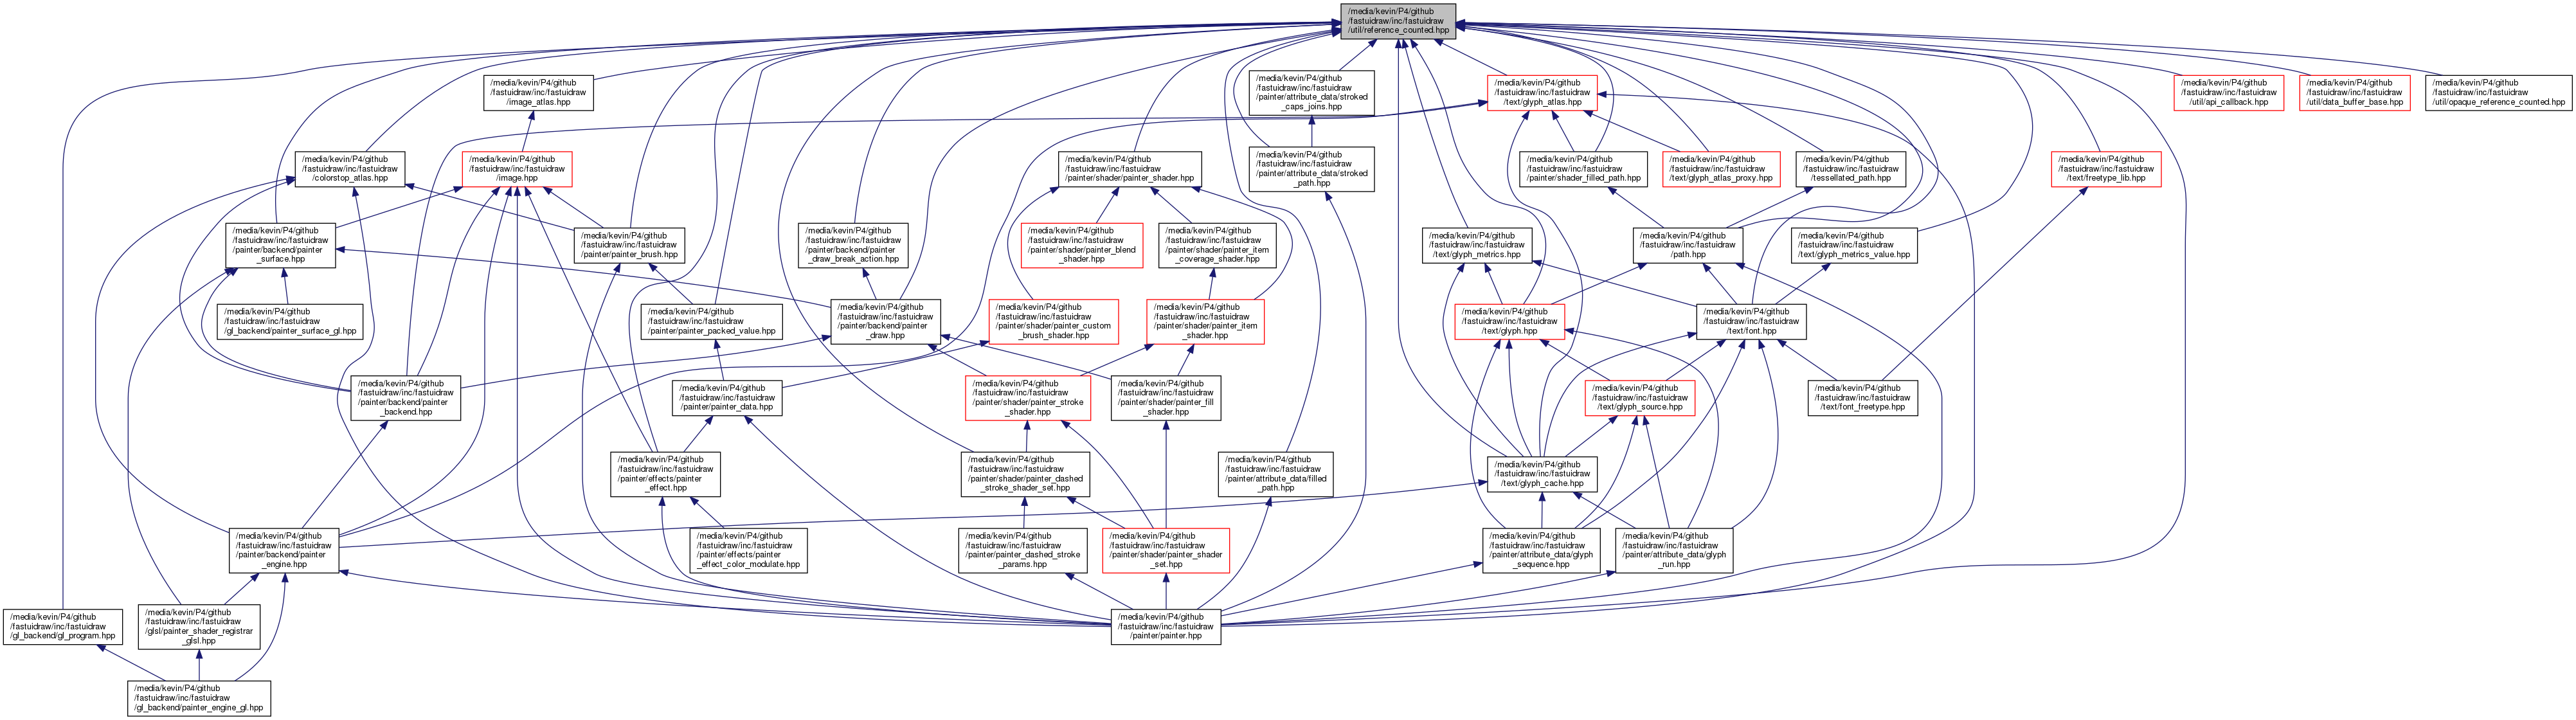 /media/kevin/P4/github
/fastuidraw/inc/fastuidraw
/util/reference_counted.hpp
/media/kevin/P4/github
/fastuidraw/inc/fastuidraw
/image_atlas.hpp
/media/kevin/P4/github
/fastuidraw/inc/fastuidraw
/painter/attribute_data/stroked
_caps_joins.hpp
/media/kevin/P4/github
/fastuidraw/inc/fastuidraw
/text/glyph_atlas.hpp
/media/kevin/P4/github
/fastuidraw/inc/fastuidraw
/util/api_callback.hpp
/media/kevin/P4/github
/fastuidraw/inc/fastuidraw
/util/data_buffer_base.hpp
/media/kevin/P4/github
/fastuidraw/inc/fastuidraw
/util/opaque_reference_counted.hpp
/media/kevin/P4/github
/fastuidraw/inc/fastuidraw
/colorstop_atlas.hpp
/media/kevin/P4/github
/fastuidraw/inc/fastuidraw
/image.hpp
/media/kevin/P4/github
/fastuidraw/inc/fastuidraw
/painter/shader/painter_shader.hpp
/media/kevin/P4/github
/fastuidraw/inc/fastuidraw
/painter/attribute_data/stroked
_path.hpp
/media/kevin/P4/github
/fastuidraw/inc/fastuidraw
/painter/shader_filled_path.hpp
/media/kevin/P4/github
/fastuidraw/inc/fastuidraw
/text/glyph_atlas_proxy.hpp
/media/kevin/P4/github
/fastuidraw/inc/fastuidraw
/tessellated_path.hpp
/media/kevin/P4/github
/fastuidraw/inc/fastuidraw
/text/freetype_lib.hpp
/media/kevin/P4/github
/fastuidraw/inc/fastuidraw
/painter/backend/painter
_surface.hpp
/media/kevin/P4/github
/fastuidraw/inc/fastuidraw
/painter/painter_brush.hpp
/media/kevin/P4/github
/fastuidraw/inc/fastuidraw
/painter/backend/painter
_draw_break_action.hpp
/media/kevin/P4/github
/fastuidraw/inc/fastuidraw
/painter/shader/painter_blend
_shader.hpp
/media/kevin/P4/github
/fastuidraw/inc/fastuidraw
/painter/shader/painter_item
_coverage_shader.hpp
/media/kevin/P4/github
/fastuidraw/inc/fastuidraw
/text/glyph_metrics.hpp
/media/kevin/P4/github
/fastuidraw/inc/fastuidraw
/path.hpp
/media/kevin/P4/github
/fastuidraw/inc/fastuidraw
/text/glyph_metrics_value.hpp
/media/kevin/P4/github
/fastuidraw/inc/fastuidraw
/gl_backend/painter_surface_gl.hpp
/media/kevin/P4/github
/fastuidraw/inc/fastuidraw
/painter/painter_packed_value.hpp
/media/kevin/P4/github
/fastuidraw/inc/fastuidraw
/painter/backend/painter
_draw.hpp
/media/kevin/P4/github
/fastuidraw/inc/fastuidraw
/painter/shader/painter_custom
_brush_shader.hpp
/media/kevin/P4/github
/fastuidraw/inc/fastuidraw
/painter/shader/painter_item
_shader.hpp
/media/kevin/P4/github
/fastuidraw/inc/fastuidraw
/text/glyph.hpp
/media/kevin/P4/github
/fastuidraw/inc/fastuidraw
/text/font.hpp
/media/kevin/P4/github
/fastuidraw/inc/fastuidraw
/painter/backend/painter
_backend.hpp
/media/kevin/P4/github
/fastuidraw/inc/fastuidraw
/painter/painter_data.hpp
/media/kevin/P4/github
/fastuidraw/inc/fastuidraw
/painter/shader/painter_stroke
_shader.hpp
/media/kevin/P4/github
/fastuidraw/inc/fastuidraw
/painter/shader/painter_fill
_shader.hpp
/media/kevin/P4/github
/fastuidraw/inc/fastuidraw
/text/glyph_source.hpp
/media/kevin/P4/github
/fastuidraw/inc/fastuidraw
/text/font_freetype.hpp
/media/kevin/P4/github
/fastuidraw/inc/fastuidraw
/painter/effects/painter
_effect.hpp
/media/kevin/P4/github
/fastuidraw/inc/fastuidraw
/painter/shader/painter_dashed
_stroke_shader_set.hpp
/media/kevin/P4/github
/fastuidraw/inc/fastuidraw
/painter/attribute_data/filled
_path.hpp
/media/kevin/P4/github
/fastuidraw/inc/fastuidraw
/text/glyph_cache.hpp
/media/kevin/P4/github
/fastuidraw/inc/fastuidraw
/painter/backend/painter
_engine.hpp
/media/kevin/P4/github
/fastuidraw/inc/fastuidraw
/painter/effects/painter
_effect_color_modulate.hpp
/media/kevin/P4/github
/fastuidraw/inc/fastuidraw
/painter/painter_dashed_stroke
_params.hpp
/media/kevin/P4/github
/fastuidraw/inc/fastuidraw
/painter/shader/painter_shader
_set.hpp
/media/kevin/P4/github
/fastuidraw/inc/fastuidraw
/painter/attribute_data/glyph
_sequence.hpp
/media/kevin/P4/github
/fastuidraw/inc/fastuidraw
/painter/attribute_data/glyph
_run.hpp
/media/kevin/P4/github
/fastuidraw/inc/fastuidraw
/gl_backend/gl_program.hpp
/media/kevin/P4/github
/fastuidraw/inc/fastuidraw
/glsl/painter_shader_registrar
_glsl.hpp
/media/kevin/P4/github
/fastuidraw/inc/fastuidraw
/painter/painter.hpp
/media/kevin/P4/github
/fastuidraw/inc/fastuidraw
/gl_backend/painter_engine_gl.hpp